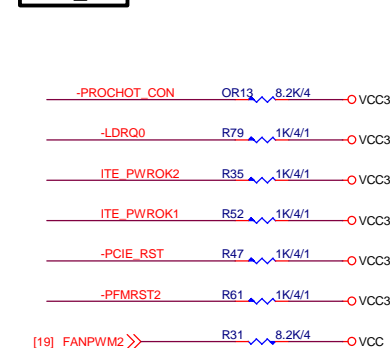 -PROCHOT_CON OR13 8.2K/4 VCC3
-LDRQ0 R79 1K/4/1 VCC3
ITE_PWROK2 R35 1K/4/1 VCC3
ITE_PWROK1 R52 1K/4/1 VCC3
-PCIE_RST R47 1K/4/1 VCC3
-PFMRST2 R61 1K/4/1 VCC3
[19] FANPWM2 R31 8.2K/4 VCC